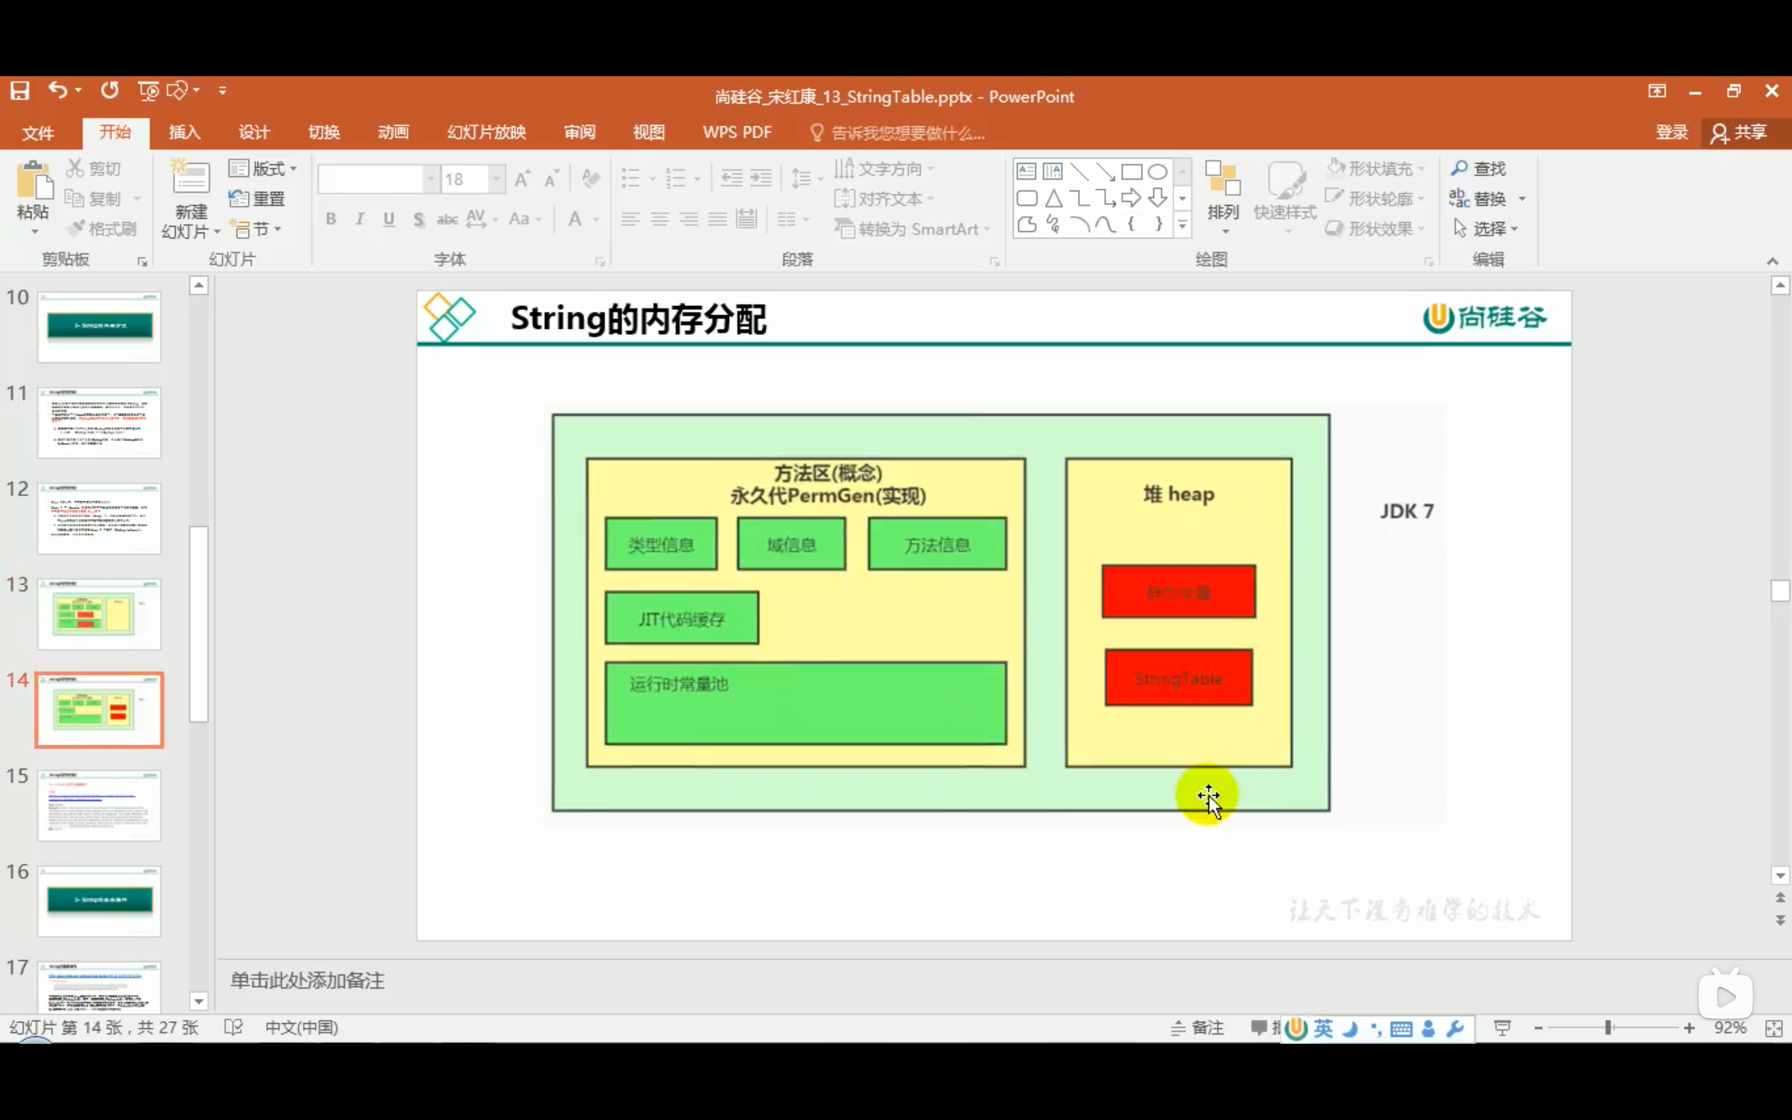 尚硅谷_宋红康_13_StringTable.pptx - PowerPoint
文件 开始 插入 设计 切换 动画 幻灯片放映 审阅 视图 WPS PDF 告诉我您想要做什么... 登录 共享
粘贴 剪切 复制 格式刷 剪贴板
新建 幻灯片 版式 重置 节 幻灯片
18
B I U S abc AV Aa A 字体
文字方向 对齐文本 转换为 SmartArt 段落
排列 快速样式 形状填充 形状轮廓 形状效果 绘图
查找 替换 选择 编辑
10
11
12
13
14
15
16
17
String的内存分配
尚硅谷
方法区(概念)
永久代PermGen(实现)
类型信息 域信息 方法信息
JIT代码缓存
运行时常量池
堆 heap
StringTable
JDK 7
让天下没有难学的技术
单击此处添加备注
幻灯片 第 14 张，共 27 张 中文(中国) 备注 英 92%